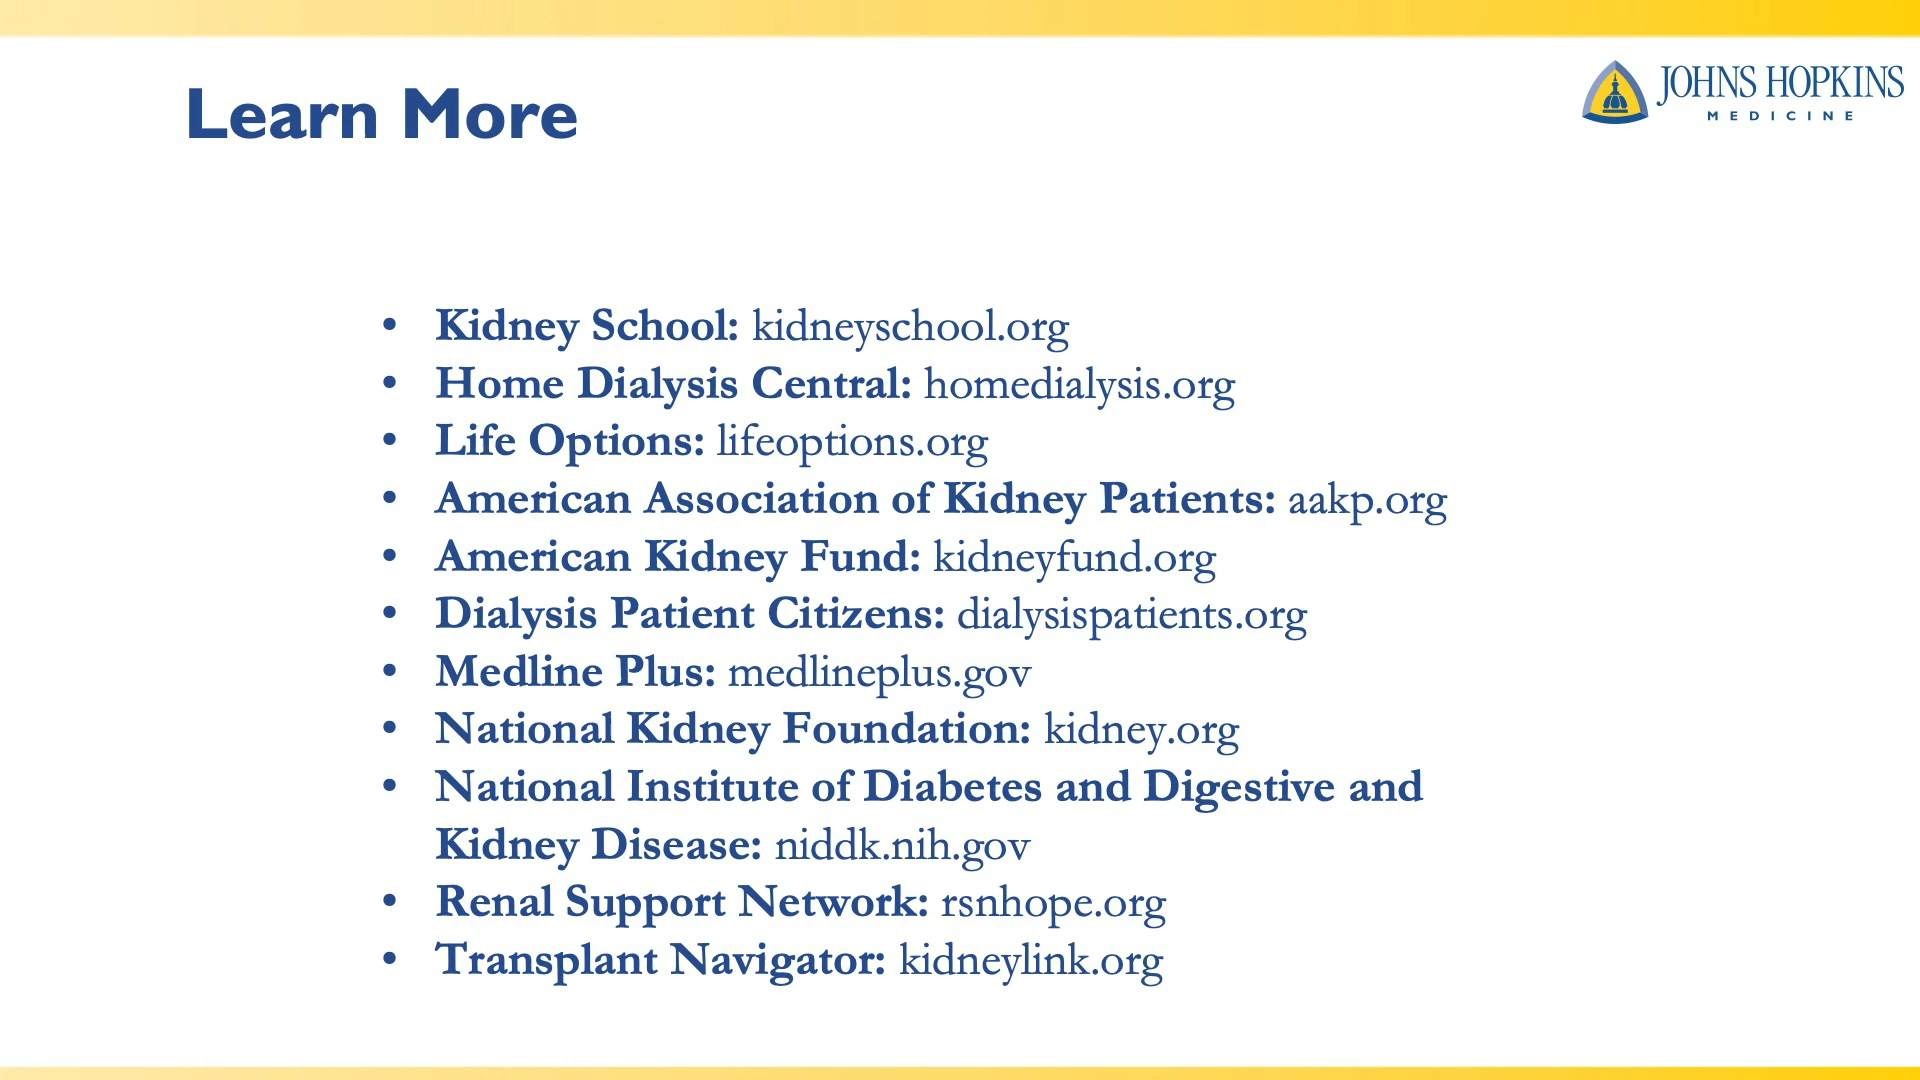 Learn More
JOHNS HOPKINS
MEDICINE
• Kidney School: kidneyschool.org
• Home Dialysis Central: homedialysis.org
• Life Options: lifeoptions.org
• American Association of Kidney Patients: aakp.org
• American Kidney Fund: kidneyfund.org
• Dialysis Patient Citizens: dialysispatients.org
• Medline Plus: medlineplus.gov
• National Kidney Foundation: kidney.org
• National Institute of Diabetes and Digestive and
Kidney Disease: niddk.nih.gov
• Renal Support Network: rsnhope.org
• Transplant Navigator: kidneylink.org